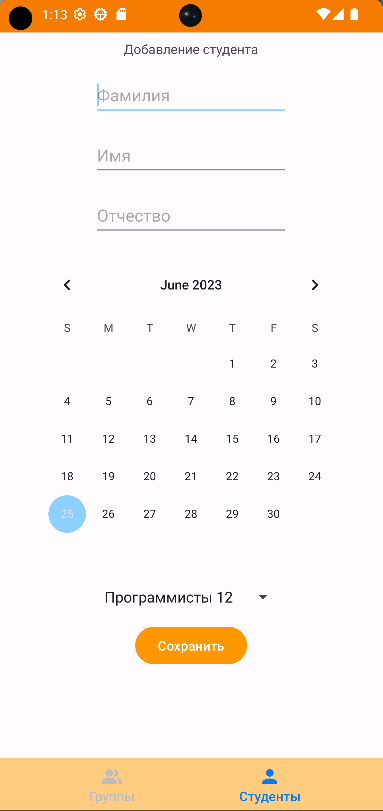 1:13
Добавление студента
Фамилия
Имя
Отчество
June 2023
S M T W T F S
1 2 3
4 5 6 7 8 9 10
11 12 13 14 15 16 17
18 19 20 21 22 23 24
25 26 27 28 29 30
Программисты 12
Сохранить
Группы Студенты